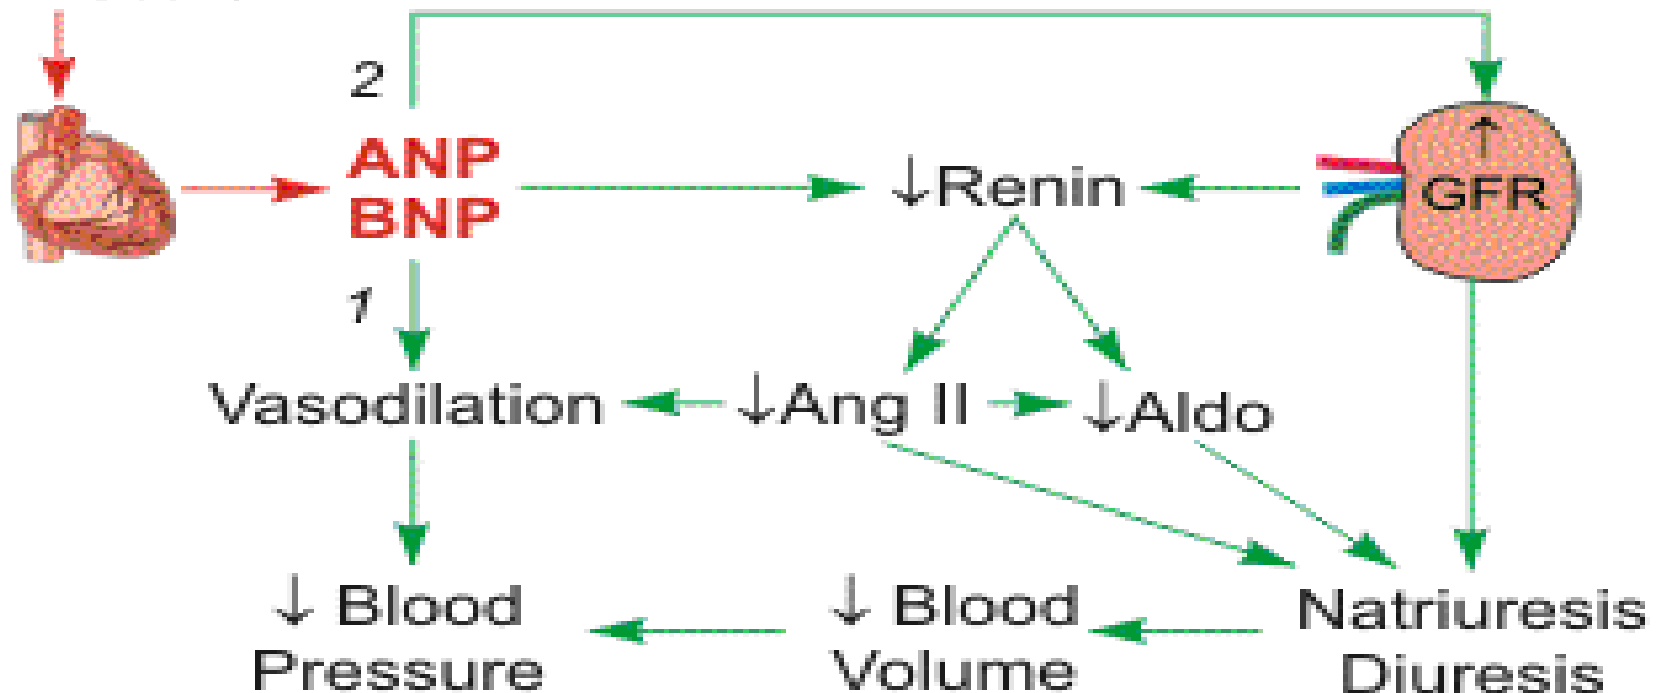 2
ANP
BNP
↓Renin
↑
GFR
1
Vasodilation
↓Ang II
↓Aldo
↓ Blood
Pressure
↓ Blood
Volume
Natriuresis
Diuresis